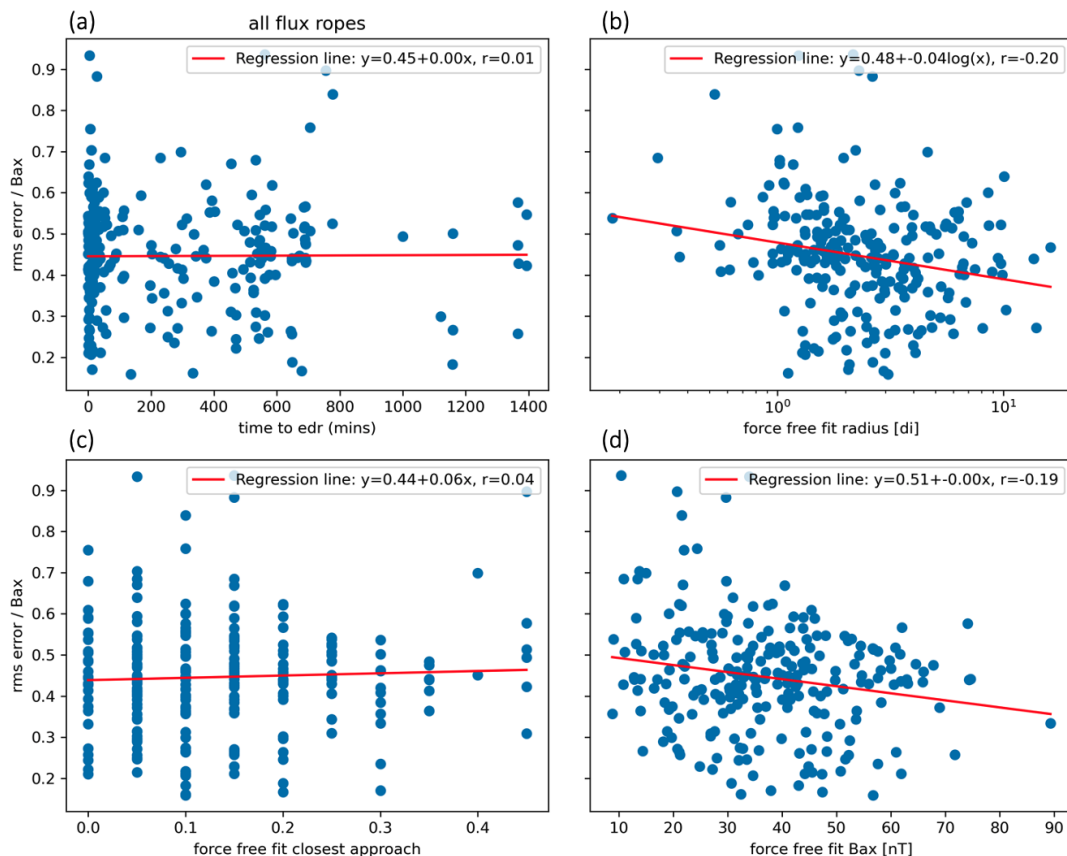 (a)
all flux ropes
(b)
Regression line: y=0.45+0.00x, r=0.01
Regression line: y=0.48+-0.04log(x), r=-0.20
0.9
0.8
0.7
0.6
0.5
0.4
0.3
0.2
rms error / Bax
0 200 400 600 800 1000 1200 1400
10⁰ 10¹
time to edr (mins)
force free fit radius [di]
(c)
(d)
Regression line: y=0.44+0.06x, r=0.04
Regression line: y=0.51+-0.00x, r=-0.19
0.9
0.8
0.7
0.6
0.5
0.4
0.3
0.2
rms error / Bax
0.0 0.1 0.2 0.3 0.4
10 20 30 40 50 60 70 80 90
force free fit closest approach
force free fit Bax [nT]